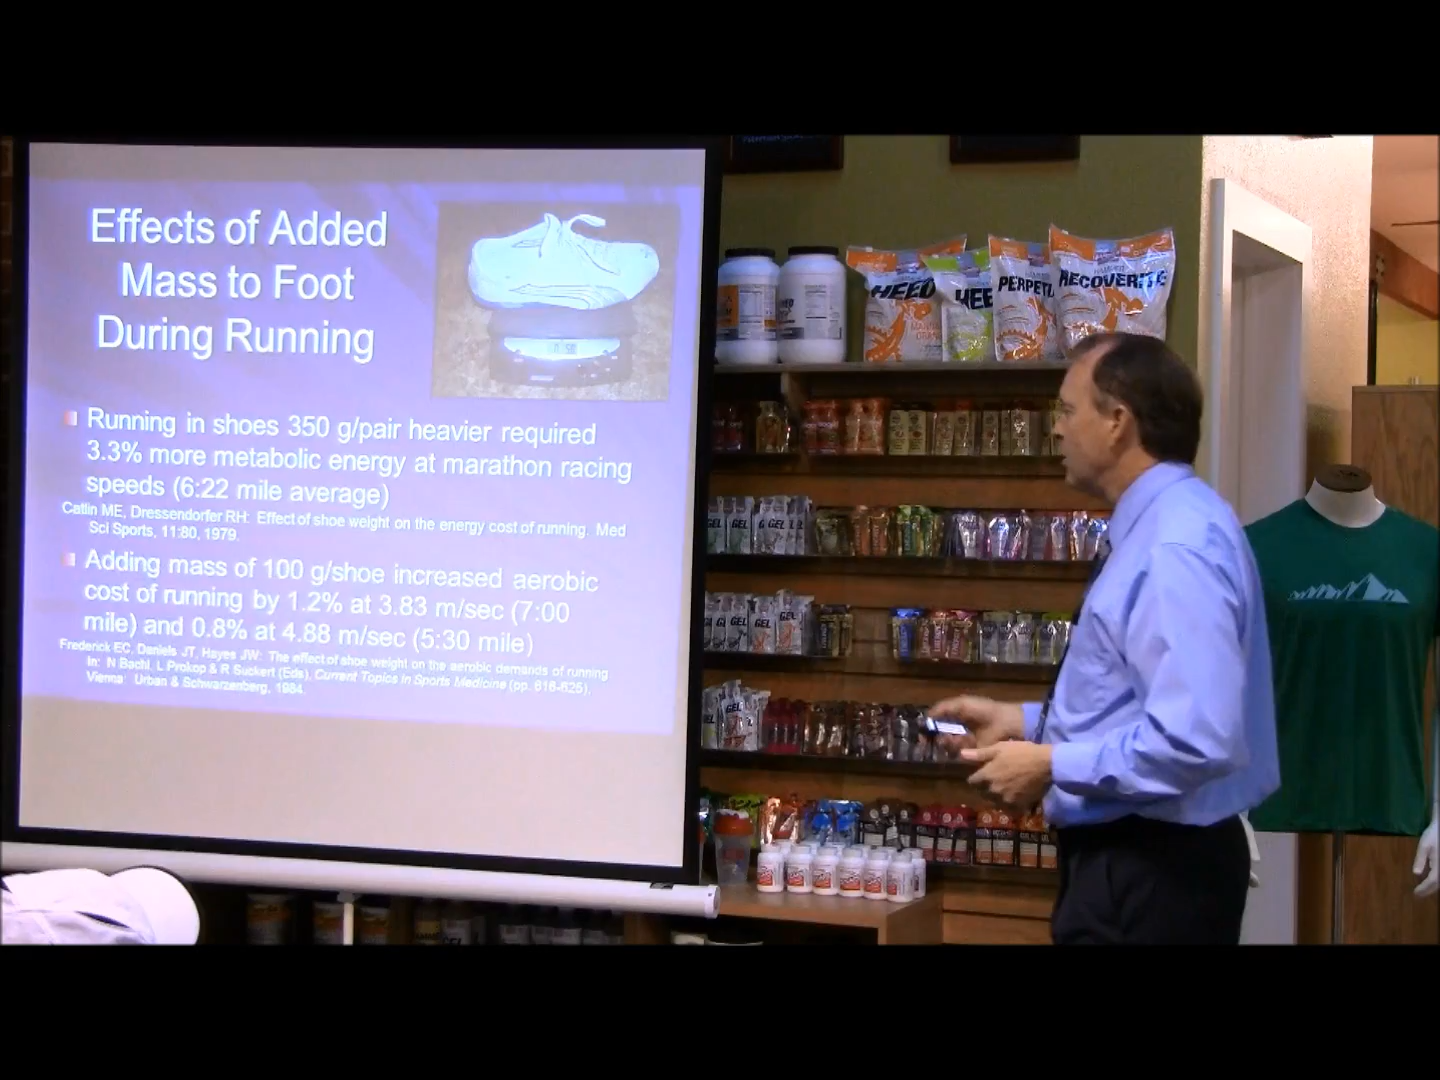 Effects of Added
Mass to Foot
During Running
Running in shoes 350 g/pair heavier required
3.3% more metabolic energy at marathon racing
speeds (6:22 mile average)
Catlin ME, Dressendorfer RH: Effect of shoe weight on the energy cost of running. Med
Sci Sports, 11:80, 1979.
Adding mass of 100 g/shoe increased aerobic
cost of running by 1.2% at 3.83 m/sec (7:00
mile) and 0.8% at 4.88 m/sec (5:30 mile)
Frederick EC, Daniels JT, Hayes JW: The effect of shoe weight on the aerobic demands of running
In: N Bachl, L Prokop & R Suckert (Eds), Current Topics in Sports Medicine (pp. 616-625).
Vienna: Urban & Schwarzenberg, 1984.
HEED
HEE
PERPET
RECOVERITE
GEL
GEL
GEL
GEL
GEL
GEL
GEL